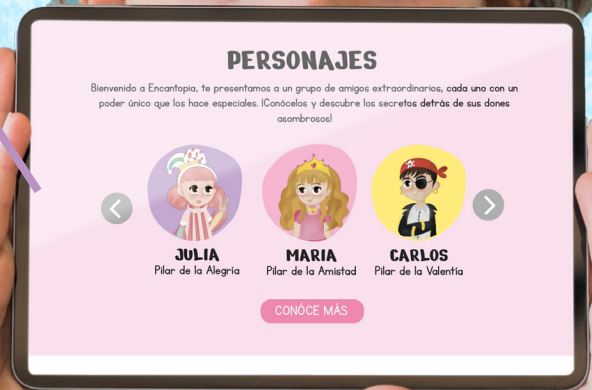 PERSONAJES
Bienvenido a Encantopia, te presentamos a un grupo de amigos extraordinarios, cada uno con un
poder único que los hace especiales. ¡Conócelos y descubre los secretos detrás de sus dones
asombrosos!
JULIA
MARIA
CARLOS
Pilar de la Alegria
Pilar de la Amistad
Pilar de la Valentia
CONÓCE MÁS